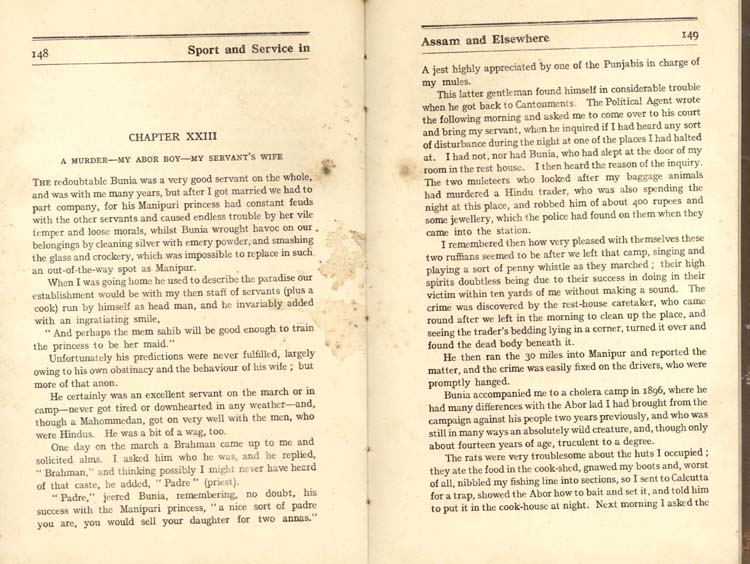 148
Sport and Service in
CHAPTER XXIII
A MURDER—MY ABOR BOY—MY SERVANT'S WIFE
THE redoubtable Bunia was a very good servant on the whole,
and was with me many years, but after I got married we had to
part company, for his Manipuri princess had constant feuds
with the other servants and caused endless trouble by her vile
temper and loose morals, whilst Bunia wrought havoc on our
belongings by cleaning silver with emery powder, and smashing
the glass and crockery, which was impossible to replace in such
an out-of-the-way spot as Manipur.
When I was going home he used to describe the paradise our
establishment would be with my then staff of servants (plus a
cook) run by himself as head man, and he invariably added
with an ingratiating smile,
" And perhaps the mem sahib will be good enough to train
the princess to be her maid."
Unfortunately his predictions were never fulfilled, largely
owing to his own obstinacy and the behaviour of his wife ; but
more of that anon.
He certainly was an excellent servant on the march or in
camp—never got tired or downhearted in any weather—and,
though a Mahommedan, got on very well with the men, who
were Hindus. He was a bit of a wag, too.
One day on the march a Brahman came up to me and
solicited alms. I asked him who he was, and he replied,
" Brahman," and thinking possibly I might never have heard
of that caste, he added, " Padre " (priest).
" Padre," jeered Bunia, remembering, no doubt, his
success with the Manipuri princess, " a nice sort of padre
you are, you would sell your daughter for two annas."
Assam and Elsewhere
149
A jest highly appreciated by one of the Punjabis in charge of
my mules.
This latter gentleman found himself in considerable trouble
when he got back to Cantonments. The Political Agent wrote
the following morning and asked me to come over to his court
and bring my servant, when he inquired if I had heard any sort
of disturbance during the night at one of the places I had halted
at. I had not, nor had Bunia, who had slept at the door of my
room in the rest house. I then heard the reason of the inquiry.
The two muleteers who looked after my baggage animals
had murdered a Hindu trader, who was also spending the
night at this place, and robbed him of about 400 rupees and
some jewellery, which the police had found on them when they
came into the station.
I remembered then how very pleased with themselves these
two ruffians seemed to be after we left that camp, singing and
playing a sort of penny whistle as they marched ; their high
spirits doubtless being due to their success in doing in their
victim within ten yards of me without making a sound. The
crime was discovered by the rest-house caretaker, who came
round after we left in the morning to clean up the place, and
seeing the trader's bedding lying in a corner, turned it over and
found the dead body beneath it.
He then ran the 30 miles into Manipur and reported the
matter, and the crime was easily fixed on the drivers, who were
promptly hanged.
Bunia accompanied me to a cholera camp in 1896, where he
had many differences with the Abor lad I had brought from the
campaign against his people two years previously, and who was
still in many ways an absolutely wild creature, and, though only
about fourteen years of age, truculent to a degree.
The rats were very troublesome about the huts I occupied ;
they ate the food in the cook-shed, gnawed my boots and, worst
of all, nibbled my fishing line into sections, so I sent to Calcutta
for a trap, showed the Abor how to bait and set it, and told him
to put it in the cook-house at night. Next morning I asked the